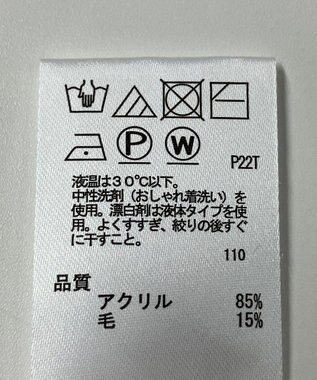 P
W
P22T
液温は30℃以下。
中性洗剤（おしゃれ着洗い）を
使用。漂白剤は液体タイプを使
用。よくすすぎ、絞りの後すぐ
に干すこと。
110
品質
アクリル 85%
毛 15%